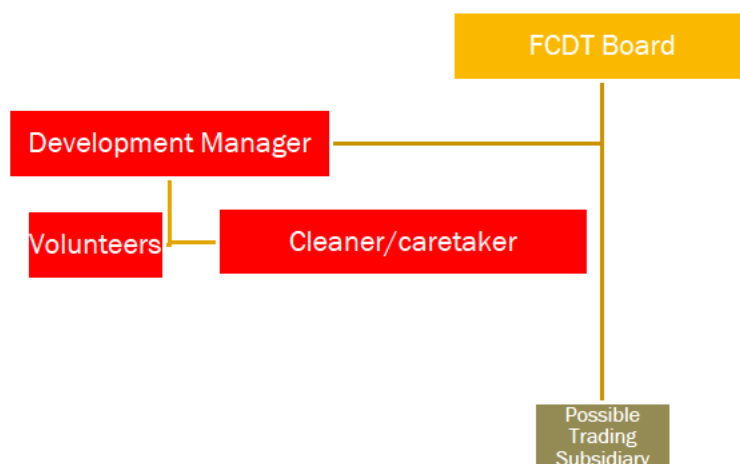 FCDT Board
Development Manager
Volunteers
Cleaner/caretaker
Possible
Trading
Subsidiary